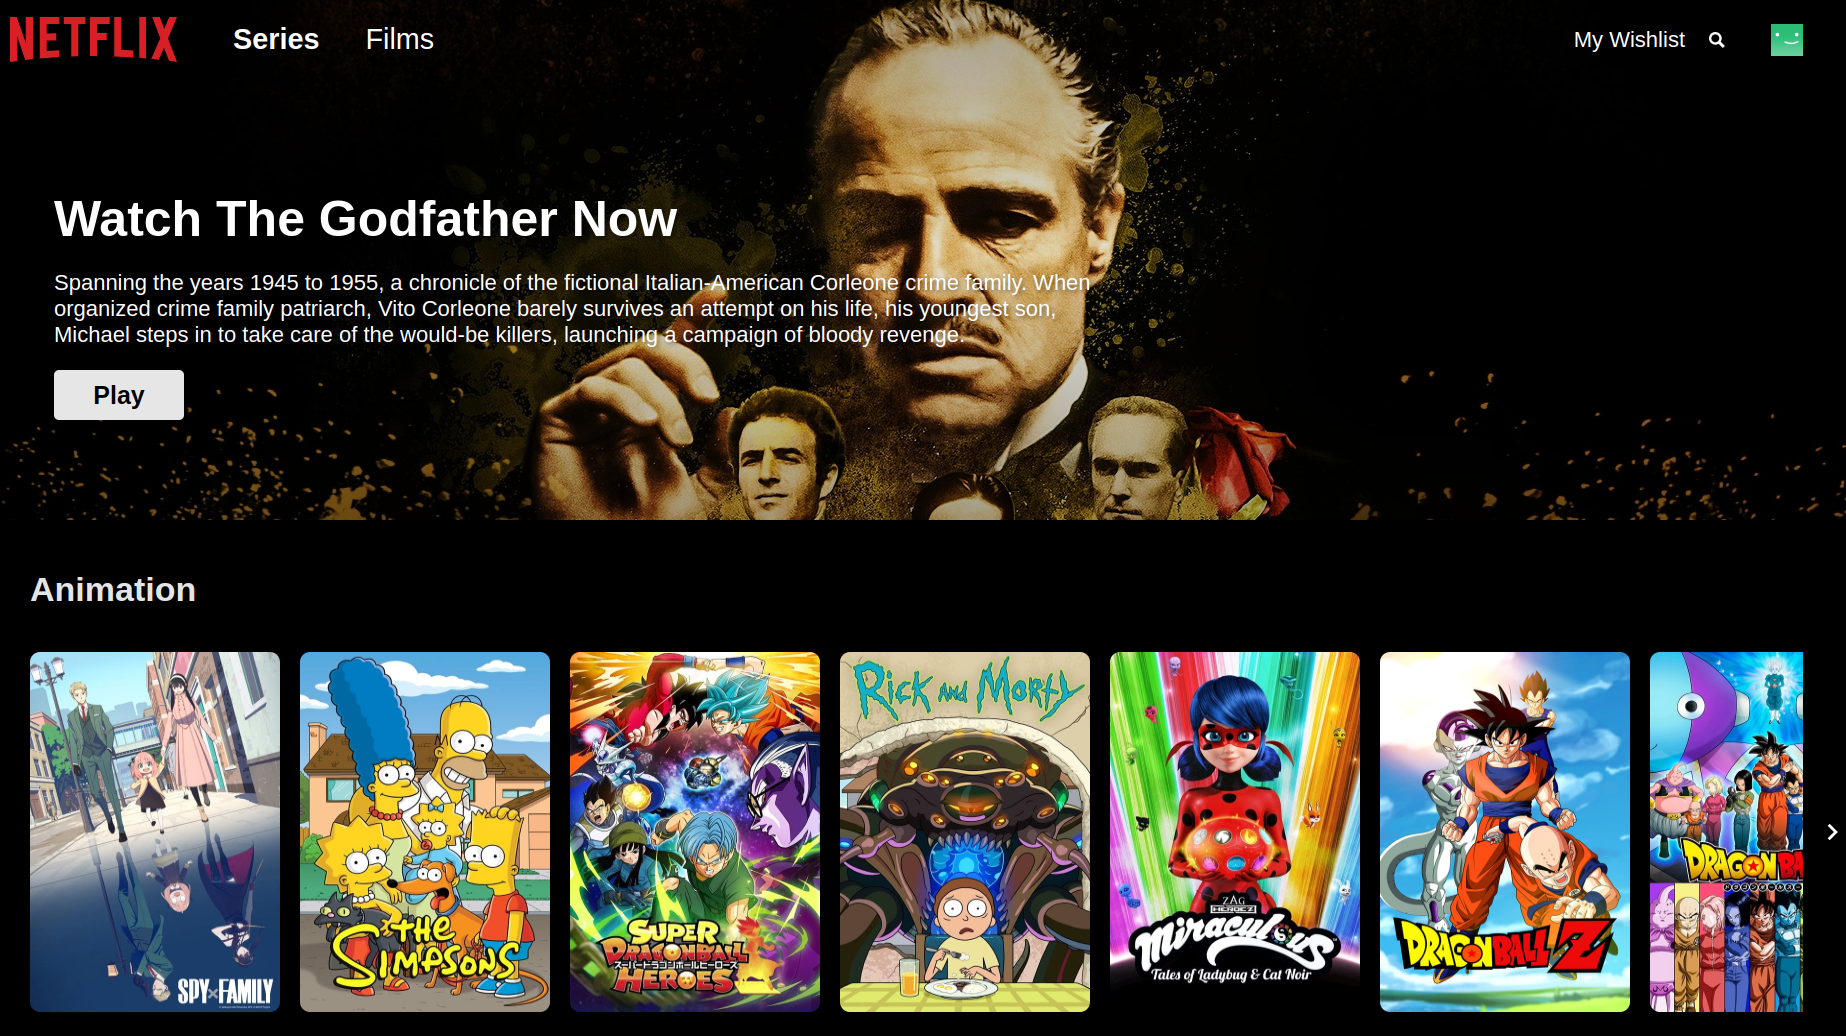 NETFLIX
Series
Films
My Wishlist
Watch The Godfather Now
Spanning the years 1945 to 1955, a chronicle of the fictional Italian-American Corleone crime family. When
organized crime family patriarch, Vito Corleone barely survives an attempt on his life, his youngest son,
Michael steps in to take care of the would-be killers, launching a campaign of bloody revenge.
Play
Animation
SPY×FAMILY
THE
SIMPSONS
SUPER
DRAGONBALL
スーパードラゴンボールヒーローズ
HEROES
RICK AND MORTY
ZAG
HEROEZ
Miraculous
Tales of Ladybug & Cat Noir
DRAGONBALL Z
DRAGON BA